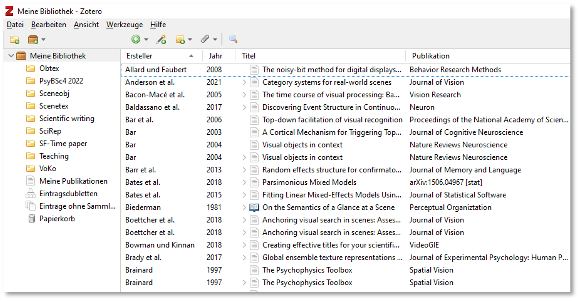 Meine Bibliothek - Zotero
Datei Bearbeiten Ansicht Werkzeuge Hilfe
Meine Bibliothek
Obtex
PsyBSc4 2022
Sceneobj
Scenetex
Scientific writing
SciRep
SF- Time paper
Teaching
VoKo
Meine Publikationen
Eintragsdubletten
Einträge ohne Samml...
Papierkorb
Ersteller Jahr Titel Publikation
Allard und Faubert 2008 The noisy-bit method for digital displays... Behavior Research Methods
Anderson et al. 2021 Category systems for real-world scenes Journal of Vision
Bacon-Macé et al. 2005 The time course of visual processing: Ba... Vision Research
Baldassano et al. 2017 Discovering Event Structure in Continuo... Neuron
Bar et al. 2006 Top-down facilitation of visual recognition Proceedings of the National Academy of Scien...
Bar 2003 A Cortical Mechanism for Triggering Top... Journal of Cognitive Neuroscience
Bar 2004 Visual objects in context Nature Reviews Neuroscience
Bar 2004 Visual objects in context Nature Reviews Neuroscience
Barr et al. 2013 Random effects structure for confirmato... Journal of Memory and Language
Bates et al. 2018 Parsimonious Mixed Models arXiv:1506.04967 [stat]
Bates et al. 2015 Fitting Linear Mixed-Effects Models Usin... Journal of Statistical Software
Biederman 1981 On the Semantics of a Glance at a Scene Perceptual Organiztation
Boettcher et al. 2018 Anchoring visual search in scenes: Asses... Journal of Vision
Boettcher et al. 2018 Anchoring visual search in scenes: Asses... Journal of Vision
Bowman und Kinnan 2018 Creating effective titles for your scientifi... VideoGIE
Brady et al. 2017 Global ensemble texture representations ... Journal of Experimental Psychology: Human P...
Brainard 1997 The Psychophysics Toolbox Spatial Vision
Brainard 1997 The Psychophysics Toolbox Spatial Vision